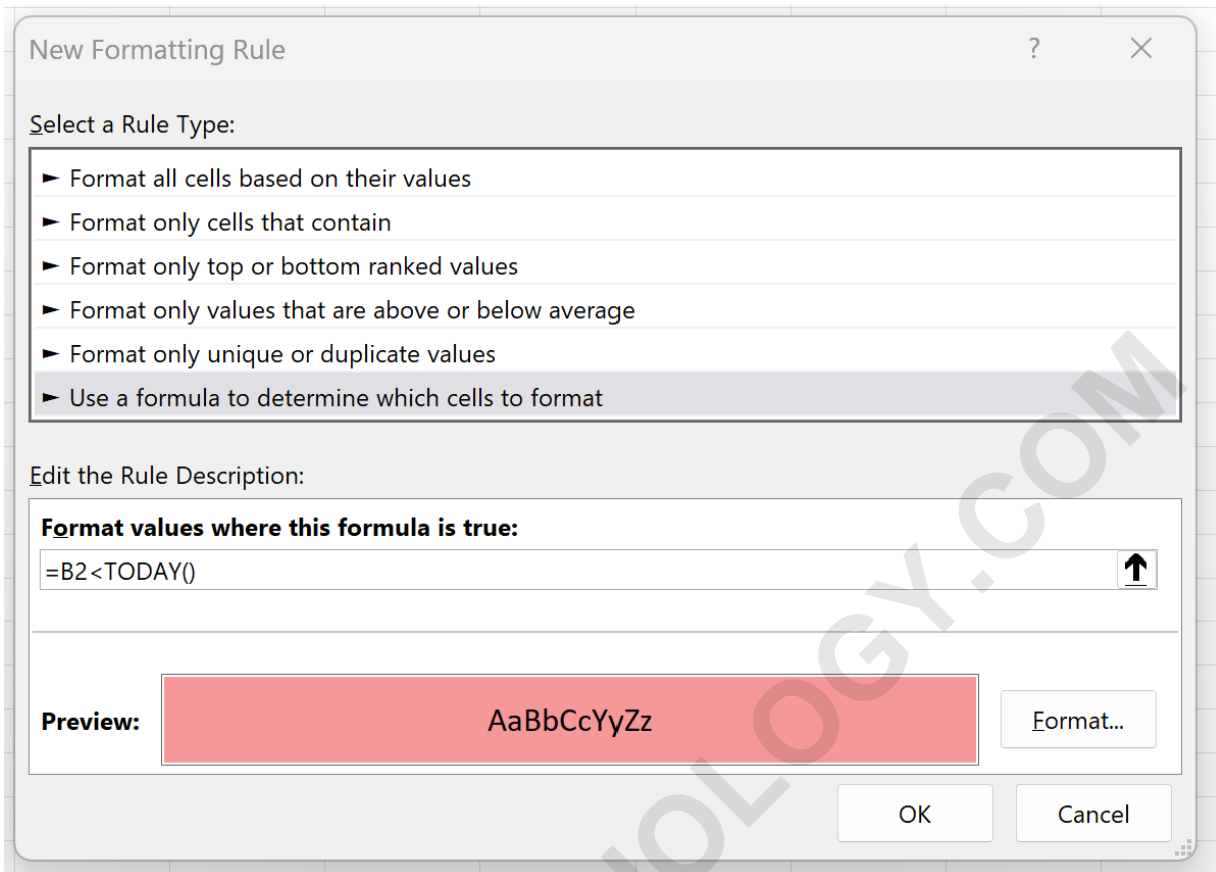 New Formatting Rule ?
Select a Rule Type:
► Format all cells based on their values
► Format only cells that contain
► Format only top or bottom ranked values
► Format only values that are above or below average
► Format only unique or duplicate values
► Use a formula to determine which cells to format
Edit the Rule Description:
Format values where this formula is true:
=B2<TODAY()
Preview: AaBbCcYyZz Format...
OK Cancel
OLOGY.COM